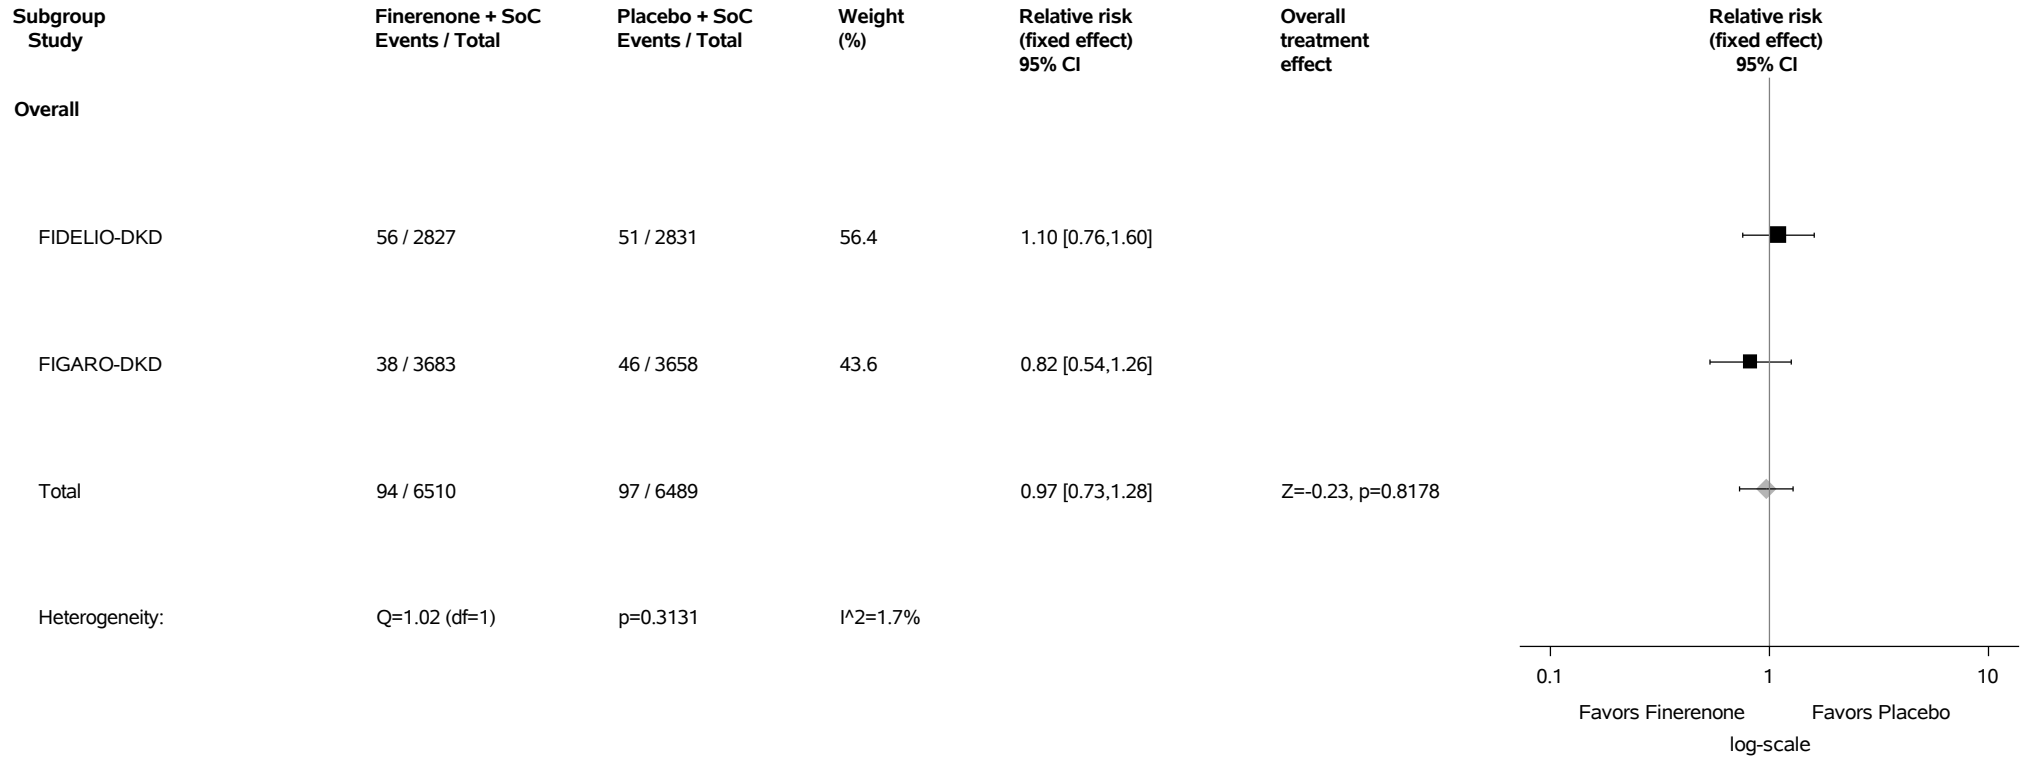 Subgroup Finerenone + SoC Placebo + SoC Weight Relative risk Overall Relative risk
Study Events / Total Events / Total (%) (fixed effect) treatment (fixed effect)
95% CI effect 95% CI
Overall
FIDELIO-DKD 56 / 2827 51 / 2831 56.4 1.10 [0.76,1.60]
FIGARO-DKD 38 / 3683 46 / 3658 43.6 0.82 [0.54,1.26]
Total 94 / 6510 97 / 6489 0.97 [0.73,1.28] Z=-0.23, p=0.8178
Heterogeneity: Q=1.02 (df=1) p=0.3131 I^2=1.7%
0.1 1 10
Favors Finerenone Favors Placebo
log-scale